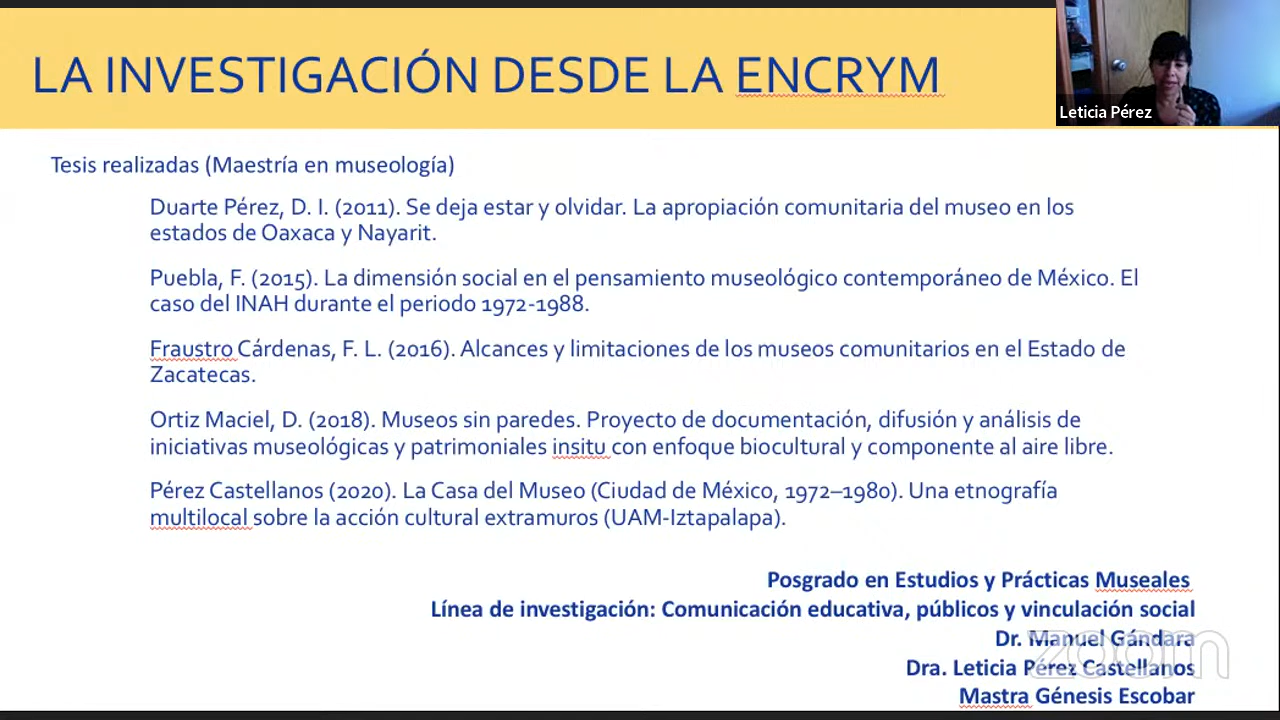 LA INVESTIGACIÓN DESDE LA ENCRYM
Leticia Pérez
Tesis realizadas (Maestría en museología)
Duarte Pérez, D. I. (2011). Se deja estar y olvidar. La apropiación comunitaria del museo en los
estados de Oaxaca y Nayarit.
Puebla, F. (2015). La dimensión social en el pensamiento museológico contemporáneo de México. El
caso del INAH durante el periodo 1972-1988.
Fraustro Cárdenas, F. L. (2016). Alcances y limitaciones de los museos comunitarios en el Estado de
Zacatecas.
Ortiz Maciel, D. (2018). Museos sin paredes. Proyecto de documentación, difusión y análisis de
iniciativas museológicas y patrimoniales insitu con enfoque biocultural y componente al aire libre.
Pérez Castellanos (2020). La Casa del Museo (Ciudad de México, 1972–1980). Una etnografía
multilocal sobre la acción cultural extramuros (UAM-Iztapalapa).
Posgrado en Estudios y Prácticas Museales
Línea de investigación: Comunicación educativa, públicos y vinculación social
Dr. Manuel Gándara
Dra. Leticia Pérez Castellanos
Mastra Génesis Escobar
zoom